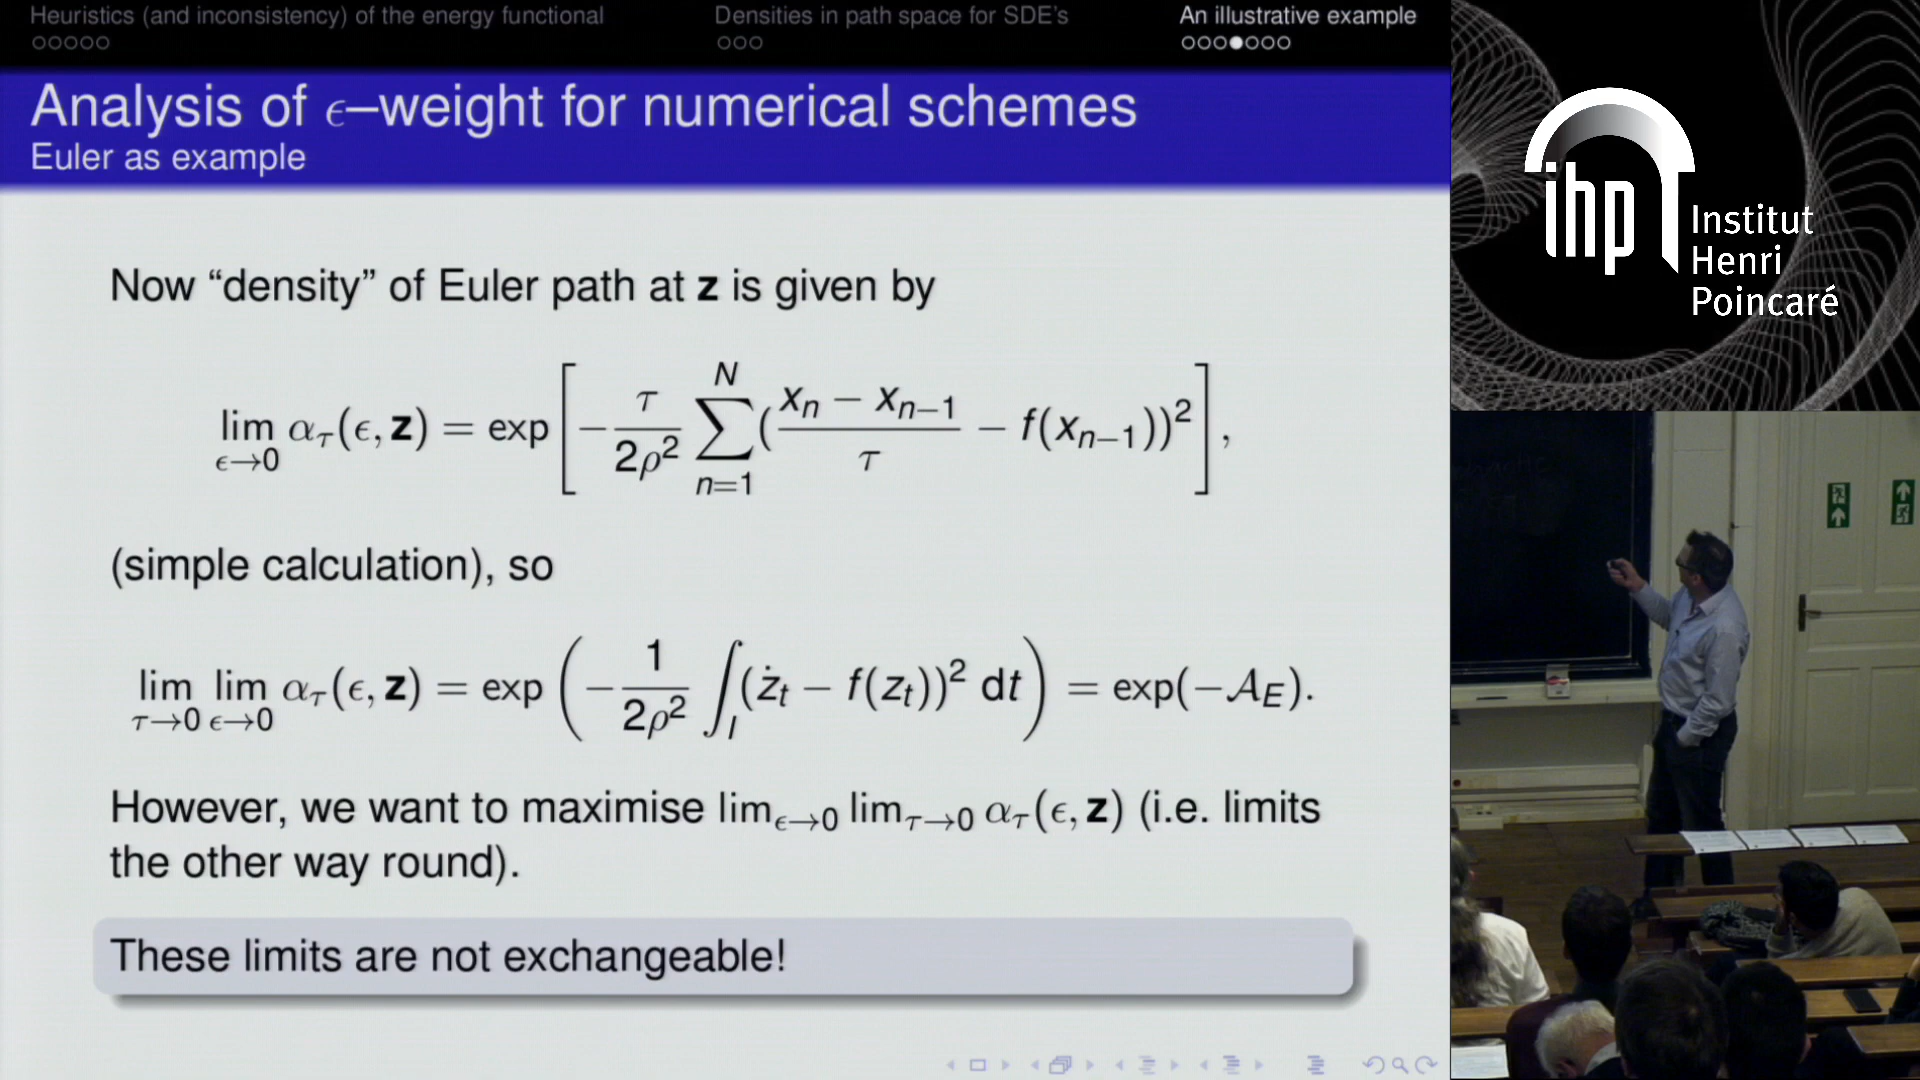 Heuristics (and inconsistency) of the energy functional
Densities in path space for SDE's
An illustrative example
Analysis of ϵ–weight for numerical schemes
Euler as example
Now “density” of Euler path at z is given by
lim_{ϵ→0} α_τ(ϵ, z) = exp [ − τ/(2ρ²) ∑_{n=1}^{N} ( (x_n − x_{n−1})/τ − f(x_{n−1}))² ] ,
(simple calculation), so
lim_{τ→0} lim_{ϵ→0} α_τ(ϵ, z) = exp ( − 1/(2ρ²) ∫_I (ż_t − f(z_t))² dt ) = exp(−𝒜_E).
However, we want to maximise lim_{ϵ→0} lim_{τ→0} α_τ(ϵ, z) (i.e. limits
the other way round).
These limits are not exchangeable!
ihp
Institut
Henri
Poincaré